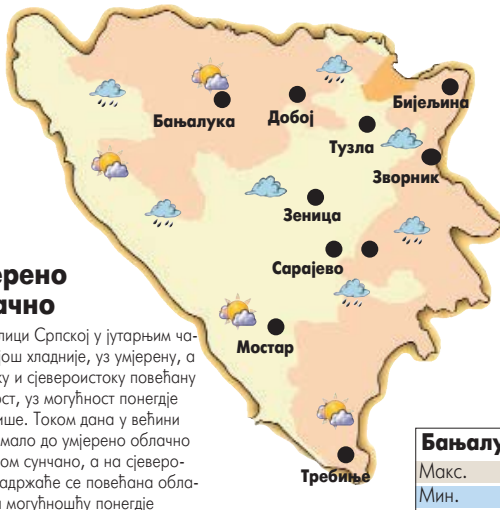 Бањалука
Добој
Бијељина
Тузла
Зворник
Зеница
Сарајево
Мостар
Требиње
ерено
ачно
лици Српској у јутарњим ча-
још хладније, уз умјерену, а
ку и сјевероистоку повећану
ост, уз могућност понегдје
ише. Током дана у већини
мало до умјерено облачно
ом сунчано, а на сјеверо-
адржаће се повећана обла-
а могућношћу понегдје
Бањалу
Макс.
Мин.